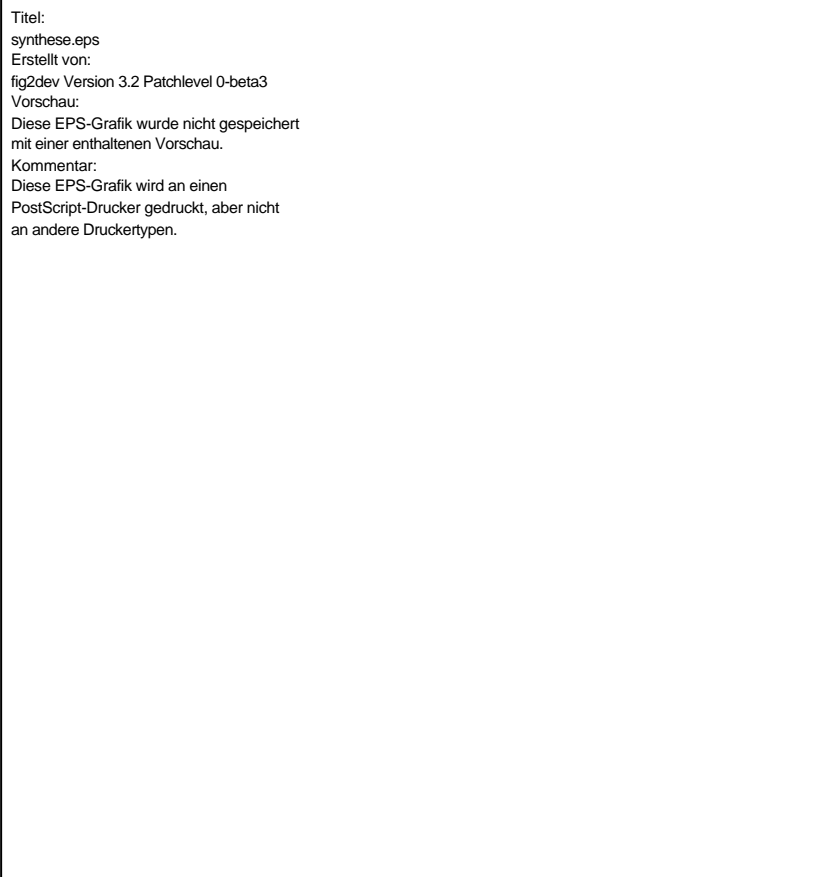 Titel:
synthese.eps
Erstellt von:
fig2dev Version 3.2 Patchlevel 0-beta3
Vorschau:
Diese EPS-Grafik wurde nicht gespeichert
mit einer enthaltenen Vorschau.
Kommentar:
Diese EPS-Grafik wird an einen
PostScript-Drucker gedruckt, aber nicht
an andere Druckertypen.